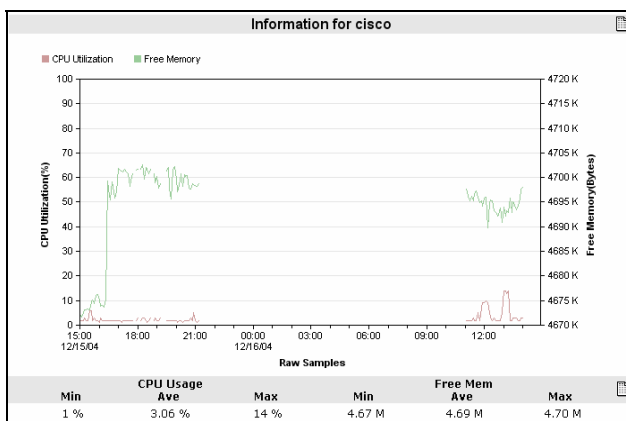 Information for cisco
CPU Utilization Free Memory
100
90
80
70
60
50
40
30
20
10
0
CPU Utilization(%)
4720 K
4715 K
4710 K
4705 K
4700 K
4695 K
4690 K
4685 K
4680 K
4675 K
4670 K
Free Memory(Bytes)
15:00 18:00 21:00 00:00 03:00 06:00 09:00 12:00
12/15/04 12/16/04
Raw Samples
CPU Usage Free Mem
Min Ave Max Min Ave Max
1 % 3.06 % 14 % 4.67 M 4.69 M 4.70 M